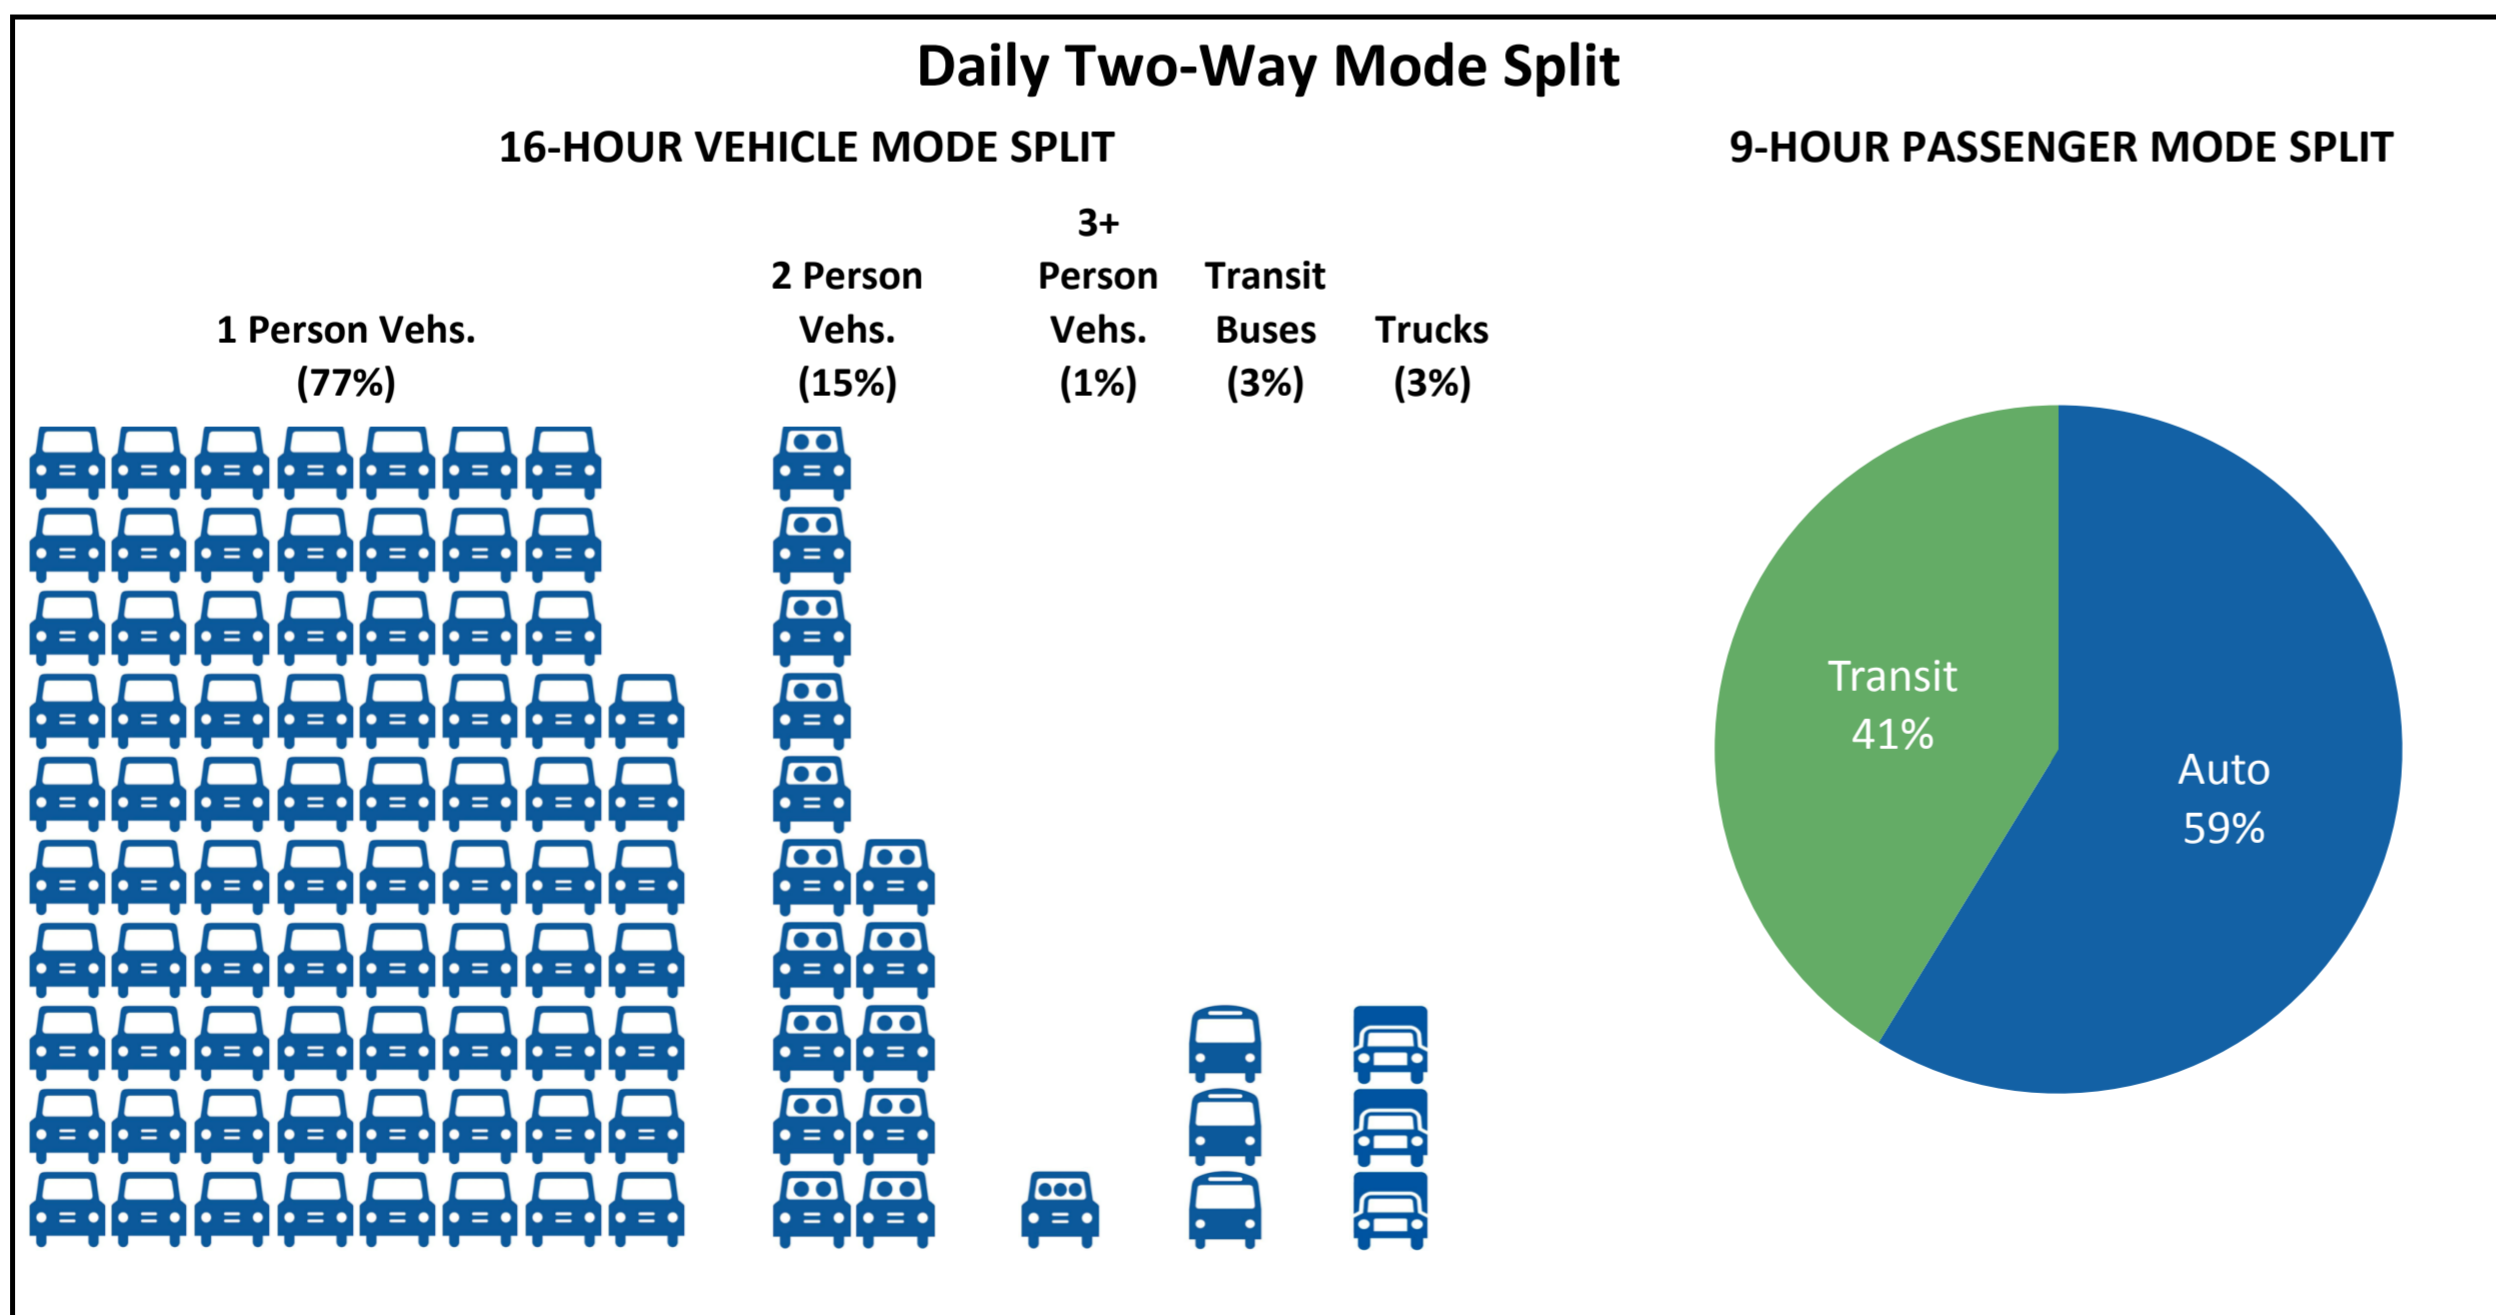 Daily Two-Way Mode Split
16-HOUR VEHICLE MODE SPLIT
1 Person Vehs.
(77%)
2 Person
Vehs.
(15%)
3+
Person
Vehs.
(1%)
Transit
Buses
(3%)
Trucks
(3%)
9-HOUR PASSENGER MODE SPLIT
Transit
41%
Auto
59%